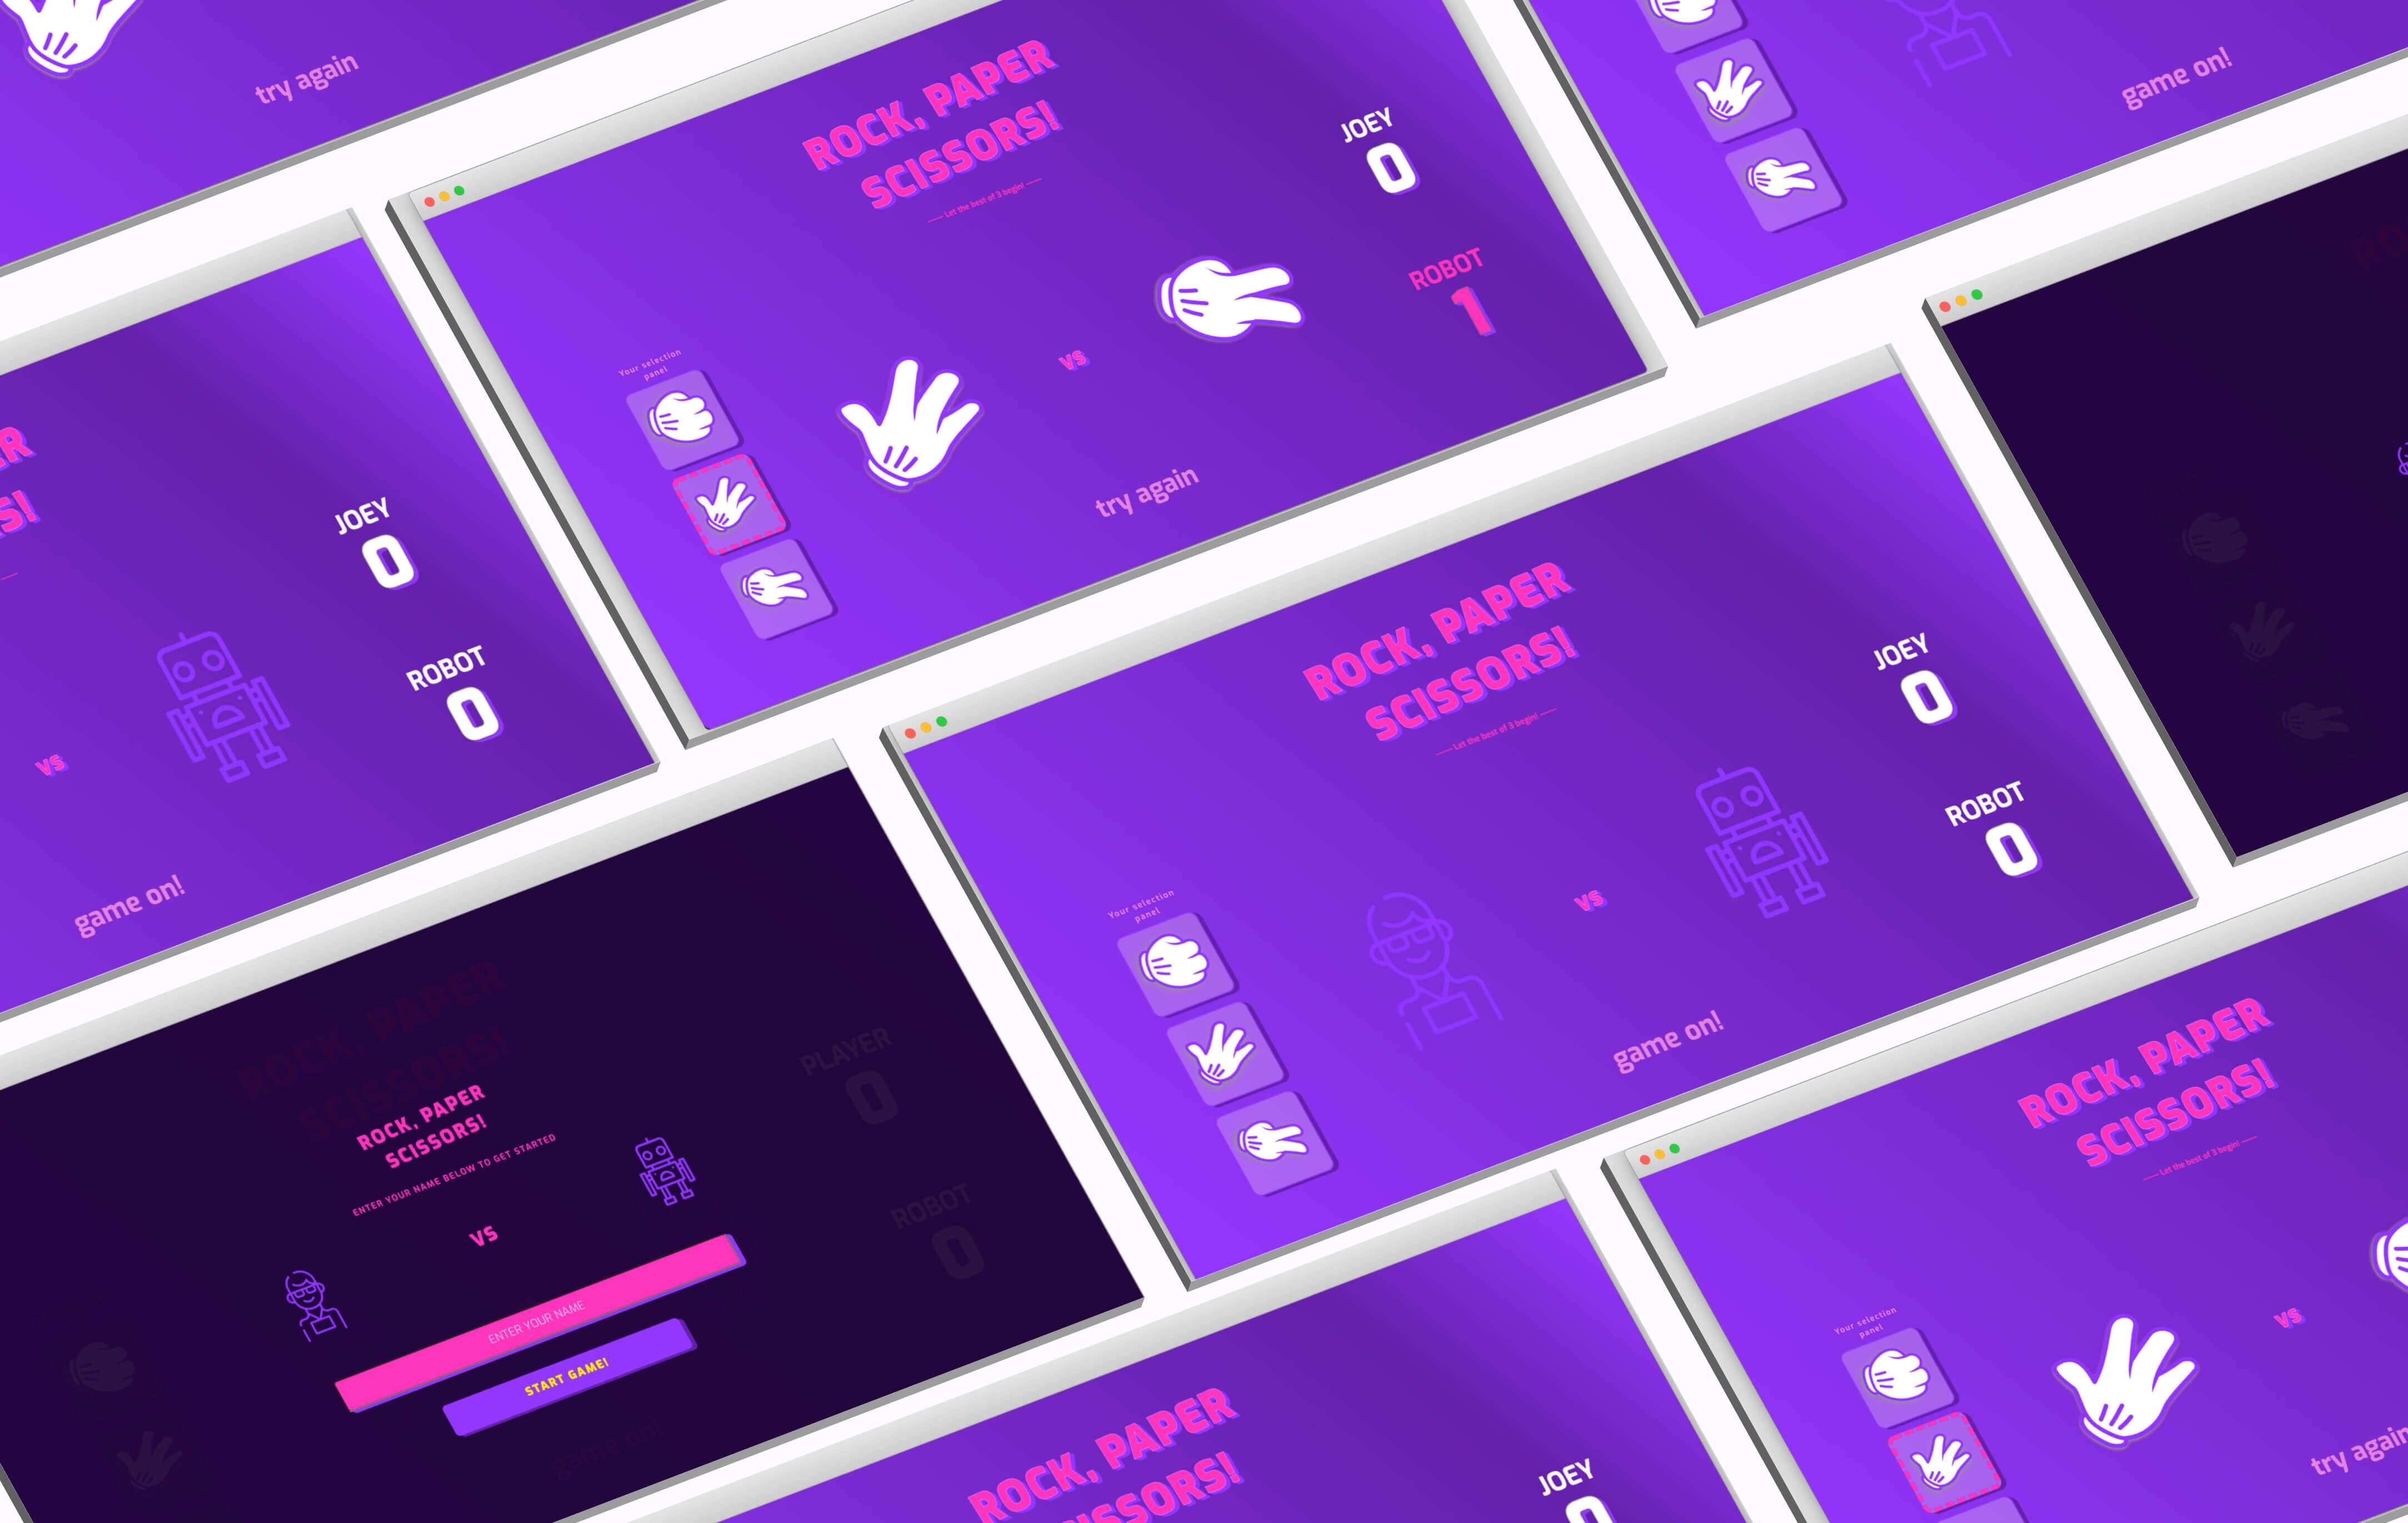 try again
ROCK, PAPER
SCISSORS!
Let the best of 3 begin!
JOEY
0
ROBOT
1
Your selection
panel
vs
try again
game on!
JOEY
0
ROBOT
0
vs
game on!
ROCK, PAPER
SCISSORS!
Let the best of 3 begin!
JOEY
0
ROBOT
0
Your selection
panel
vs
game on!
ROCK, PAPER
SCISSORS!
PLAYER
0
ROBOT
0
ROCK, PAPER
SCISSORS!
ENTER YOUR NAME BELOW TO GET STARTED
VS
ENTER YOUR NAME
START GAME!
game on!
ROCK, PAPER
SCISSORS!
Let the best of 3 begin!
Your selection
panel
vs
try again
ROCK, PAPER
SCISSORS!
JOEY
0